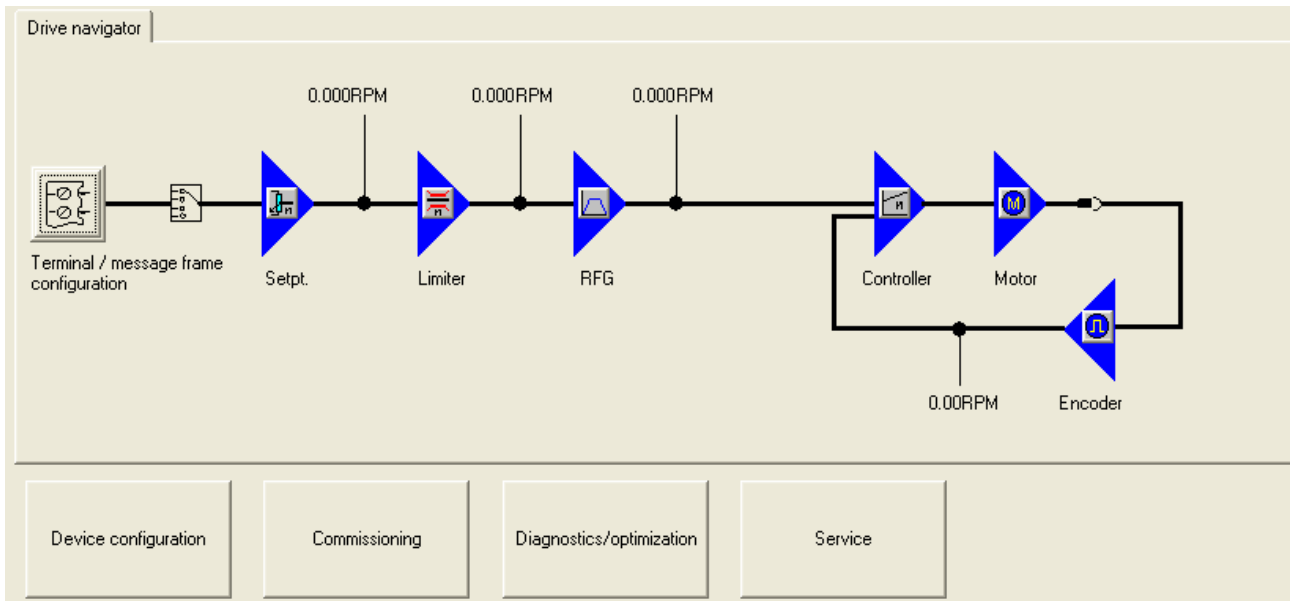 Drive navigator
0.000RPM
0.000RPM
0.000RPM
Terminal / message frame
configuration
Setpt.
Limiter
RFG
Controller
M
Motor
0.00RPM
Encoder
Device configuration
Commissioning
Diagnostics/optimization
Service